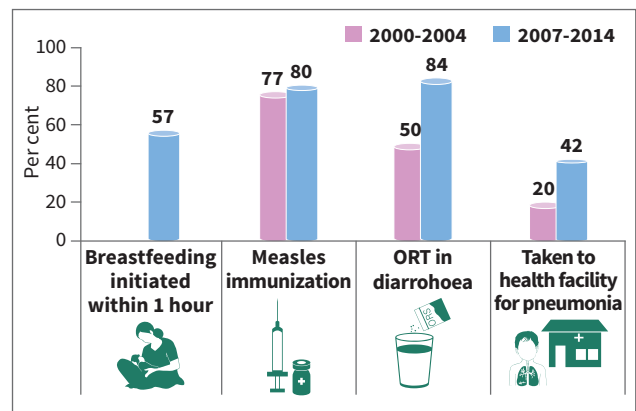 2000-2004 2007-2014
Per cent
100
80
60
40
20
0
57
77 80
50 84
20 42
Breastfeeding
initiated
within 1 hour
Measles
immunization
ORT in
diarrohoea
Taken to
health facility
for pneumonia
ORS